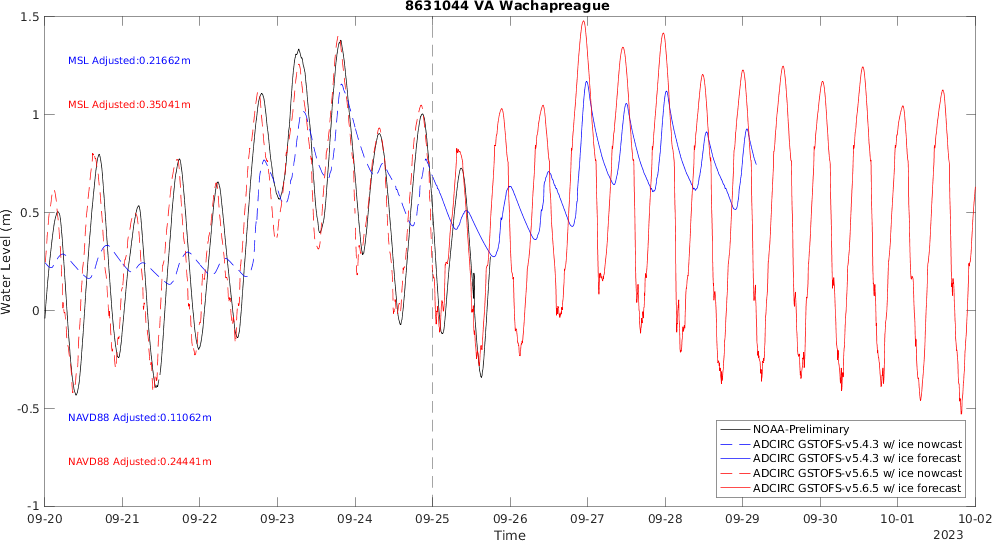 8631044 VA Wachapreague
1.5
1
0.5
0
-0.5
-1
Water Level (m)
MSL Adjusted:0.21662m
MSL Adjusted:0.35041m
NAVD88 Adjusted:0.11062m
NAVD88 Adjusted:0.24441m
NOAA-Preliminary
ADCIRC GSTOFS-v5.4.3 w/ ice nowcast
ADCIRC GSTOFS-v5.4.3 w/ ice forecast
ADCIRC GSTOFS-v5.6.5 w/ ice nowcast
ADCIRC GSTOFS-v5.6.5 w/ ice forecast
09-20 09-21 09-22 09-23 09-24 09-25 09-26 09-27 09-28 09-29 09-30 10-01 10-02
Time
2023